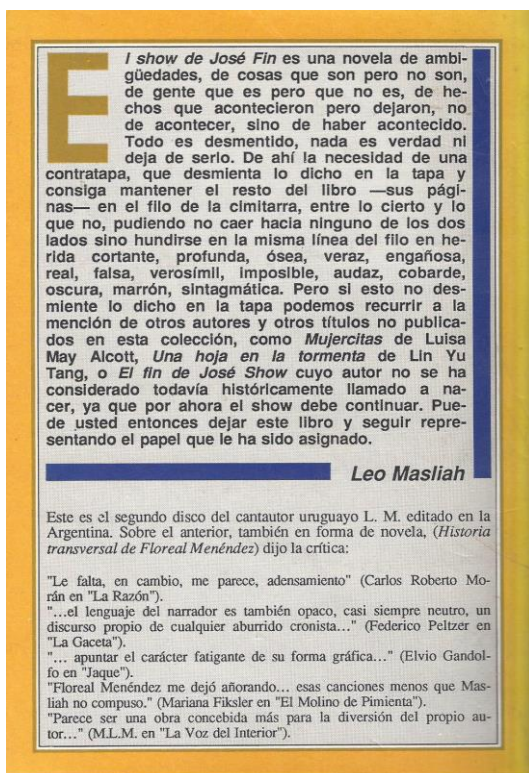 El show de José Fin es una novela de ambi-
güedades, de cosas que son pero no son,
de gente que es pero que no es, de he-
chos que acontecieron pero dejaron, no
de acontecer, sino de haber acontecido.
Todo es desmentido, nada es verdad ni
deja de serlo. De ahí la necesidad de una
contratapa, que desmienta lo dicho en la tapa y
consiga mantener el resto del libro —sus pági-
nas— en el filo de la cimitarra, entre lo cierto y lo
que no, pudiendo no caer hacia ninguno de los dos
lados sino hundirse en la misma línea del filo en he-
rida cortante, profunda, ósea, veraz, engañosa,
real, falsa, verosímil, imposible, audaz, cobarde,
oscura, marrón, sintagmática. Pero si esto no des-
miente lo dicho en la tapa podemos recurrir a la
mención de otros autores y otros títulos no publica-
dos en esta colección, como Mujercitas de Luisa
May Alcott, Una hoja en la tormenta de Lin Yu
Tang, o El fin de José Show cuyo autor no se ha
considerado todavía históricamente llamado a na-
cer, ya que por ahora el show debe continuar. Pue-
de usted entonces dejar este libro y seguir repre-
sentando el papel que le ha sido asignado.
Leo Masliah
Este es el segundo disco del cantautor uruguayo L. M. editado en la
Argentina. Sobre el anterior, también en forma de novela, (Historia
transversal de Floreal Menéndez) dijo la crítica:
"Le falta, en cambio, me parece, adensamiento" (Carlos Roberto Mo-
rán en "La Razón").
"...el lenguaje del narrador es también opaco, casi siempre neutro, un
discurso propio de cualquier aburrido cronista..." (Federico Peltzer en
"La Gaceta").
"... apuntar el carácter fatigante de su forma gráfica..." (Elvio Gandol-
fo en "Jaque").
"Floreal Menéndez me dejó añorando... esas canciones menos que Mas-
liah no compuso." (Mariana Fiksler en "El Molino de Pimienta").
"Parece ser una obra concebida más para la diversión del propio au-
tor..." (M.L.M. en "La Voz del Interior").